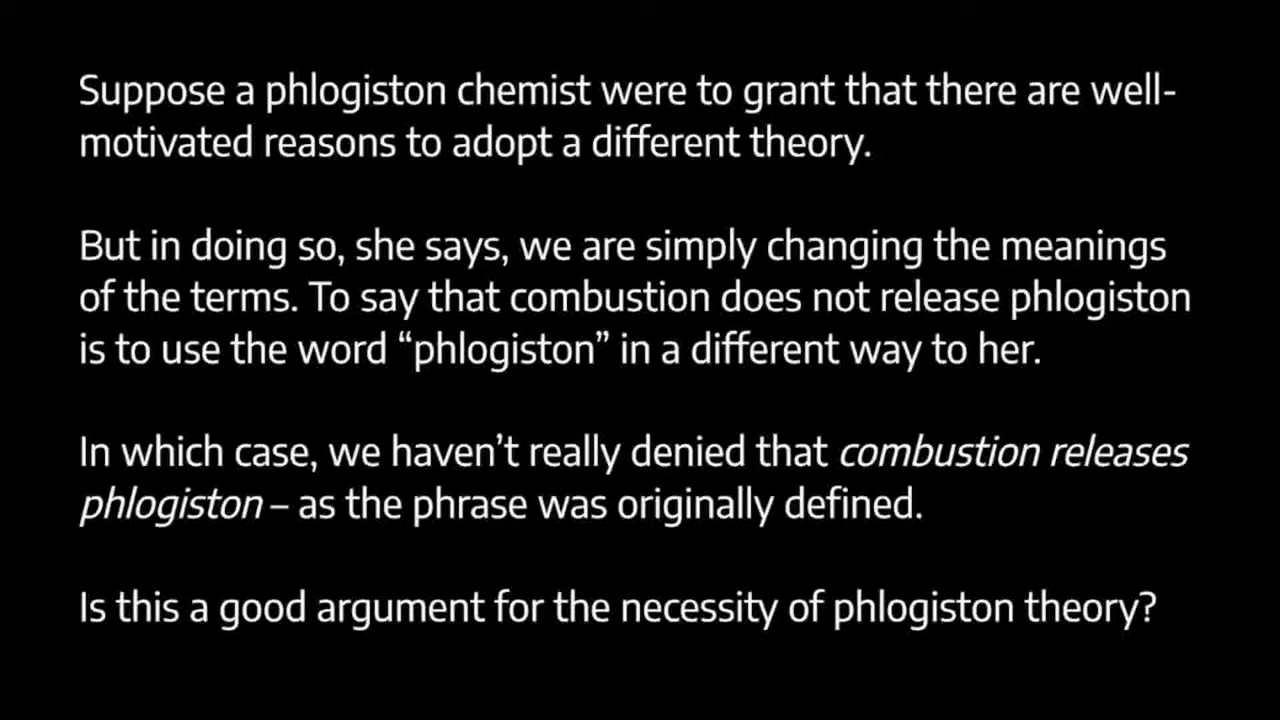 Suppose a phlogiston chemist were to grant that there are well-
motivated reasons to adopt a different theory.
But in doing so, she says, we are simply changing the meanings
of the terms. To say that combustion does not release phlogiston
is to use the word “phlogiston” in a different way to her.
In which case, we haven’t really denied that combustion releases
phlogiston – as the phrase was originally defined.
Is this a good argument for the necessity of phlogiston theory?